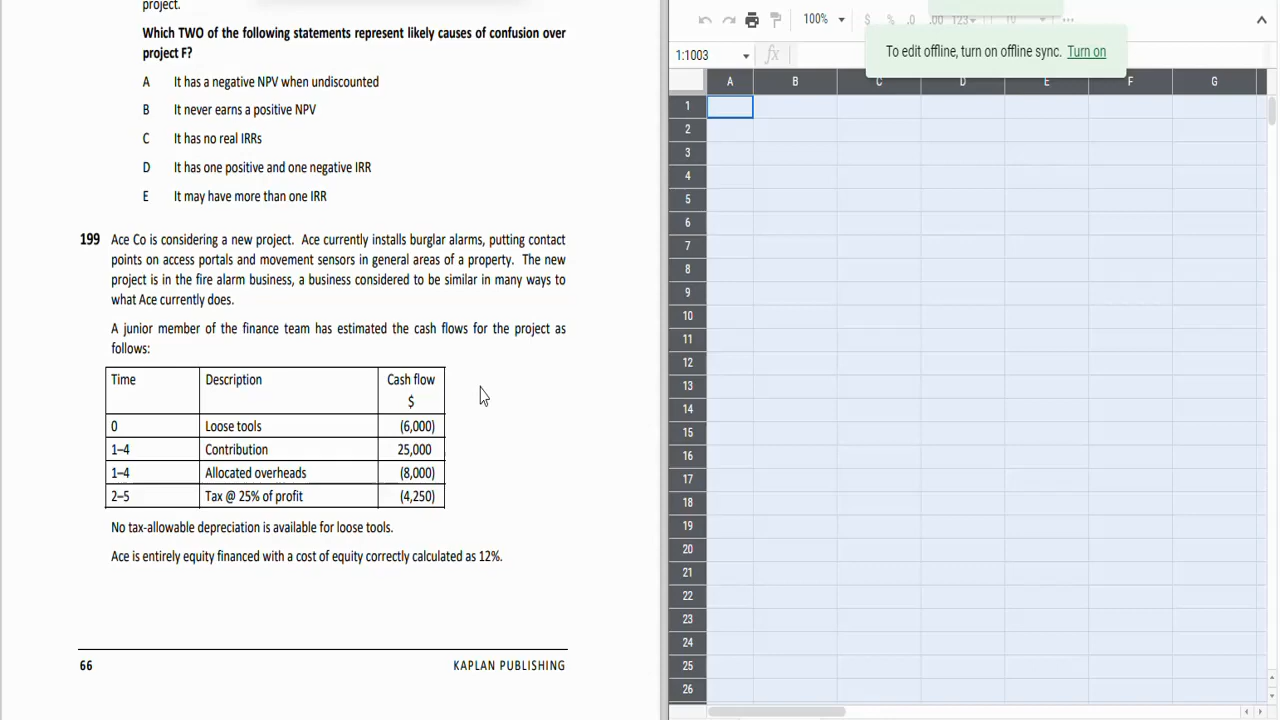 project.
Which TWO of the following statements represent likely causes of confusion over
project F?
A It has a negative NPV when undiscounted
B It never earns a positive NPV
C It has no real IRRs
D It has one positive and one negative IRR
E It may have more than one IRR
199 Ace Co is considering a new project. Ace currently installs burglar alarms, putting contact
points on access portals and movement sensors in general areas of a property. The new
project is in the fire alarm business, a business considered to be similar in many ways to
what Ace currently does.
A junior member of the finance team has estimated the cash flows for the project as
follows:
Time Description Cash flow
$
0 Loose tools (6,000)
1–4 Contribution 25,000
1–4 Allocated overheads (8,000)
2–5 Tax @ 25% of profit (4,250)
No tax-allowable depreciation is available for loose tools.
Ace is entirely equity financed with a cost of equity correctly calculated as 12%.
66 KAPLAN PUBLISHING
100% $ % .0 .00 123 10
To edit offline, turn on offline sync. Turn on
1:1003 fx
A B C D E F G
1
2
3
4
5
6
7
8
9
10
11
12
13
14
15
16
17
18
19
20
21
22
23
24
25
26